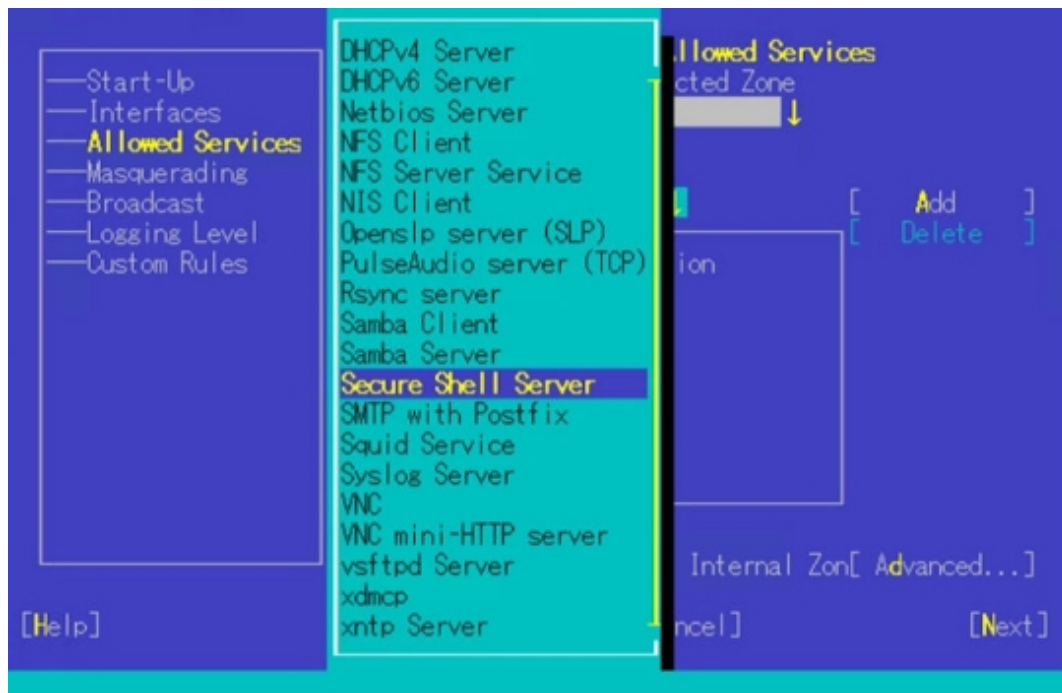 Start-Up
Interfaces
Allowed Services
Masquerading
Broadcast
Logging Level
Custom Rules
[Help]
DHCPv4 Server
DHCPv6 Server
Netbios Server
NFS Client
NFS Server Service
NIS Client
Openslp server (SLP)
PulseAudio server (TCP)
Rsync server
Samba Client
Samba Server
Secure Shell Server
SMTP with Postfix
Squid Service
Syslog Server
VNC
VNC mini-HTTP server
vsftpd Server
xdmcp
xntp Server
llowed Services
cted Zone
↓
↓
[ Add ]
[ Delete ]
ion
Internal Zon[ Advanced...]
ncel]
[Next]